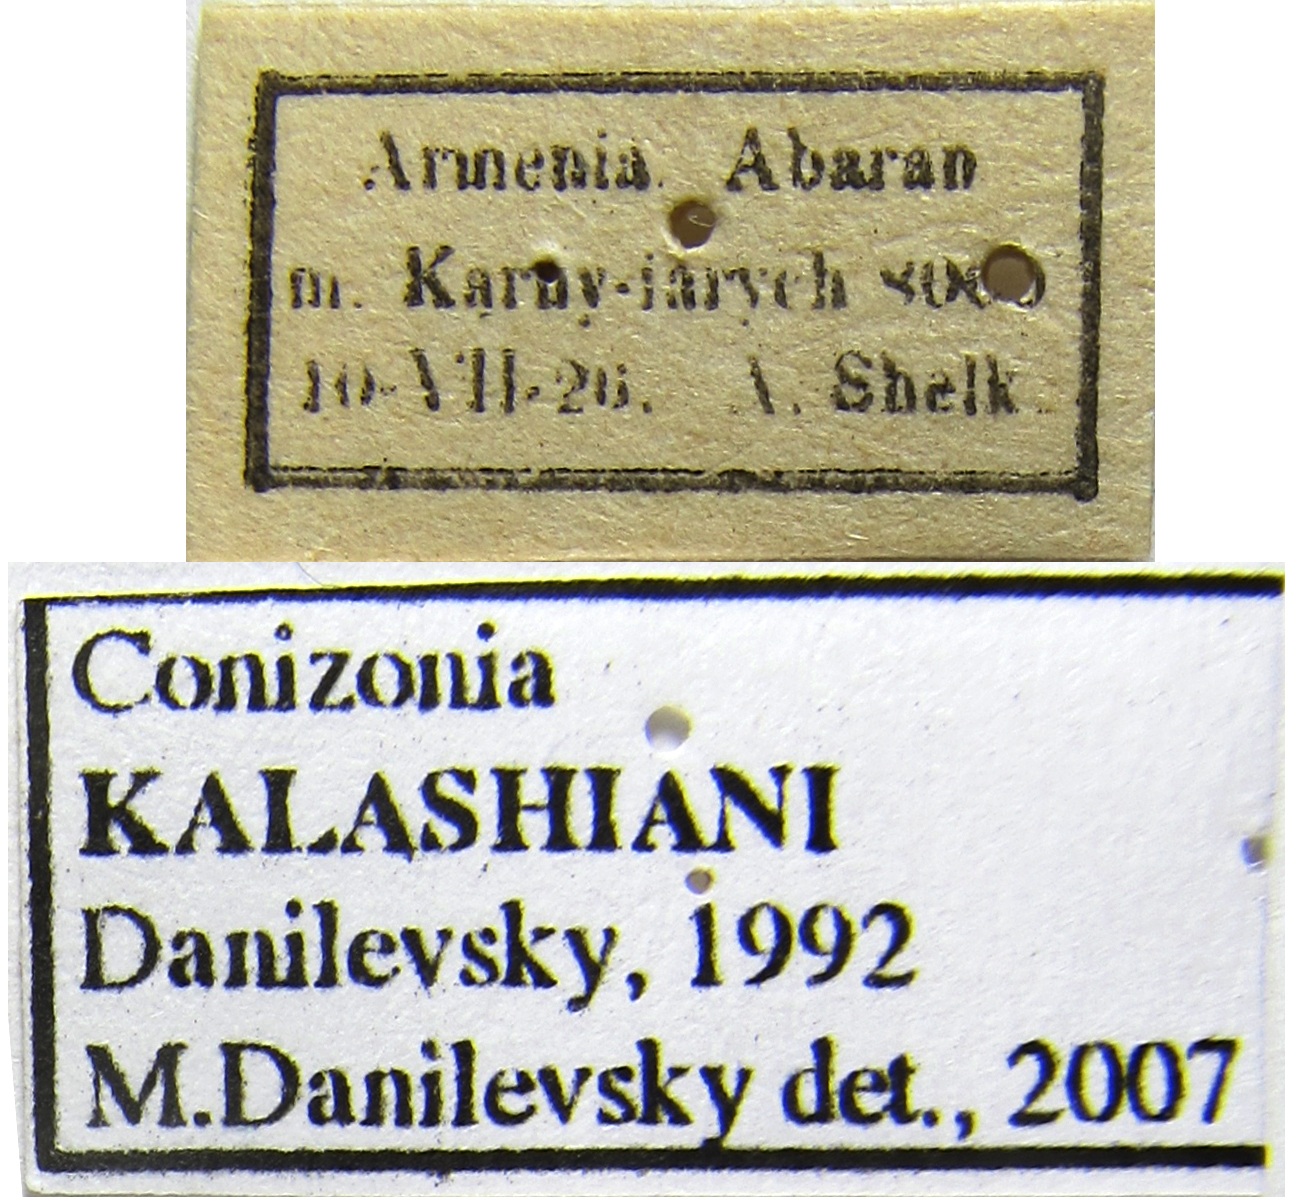 Armenia. Abaran
m. Karny-jarych
10-VII-26. A. Shelk.
Conizonia
KALASHIANI
Danilevsky, 1992
M.Danilevsky det., 2007